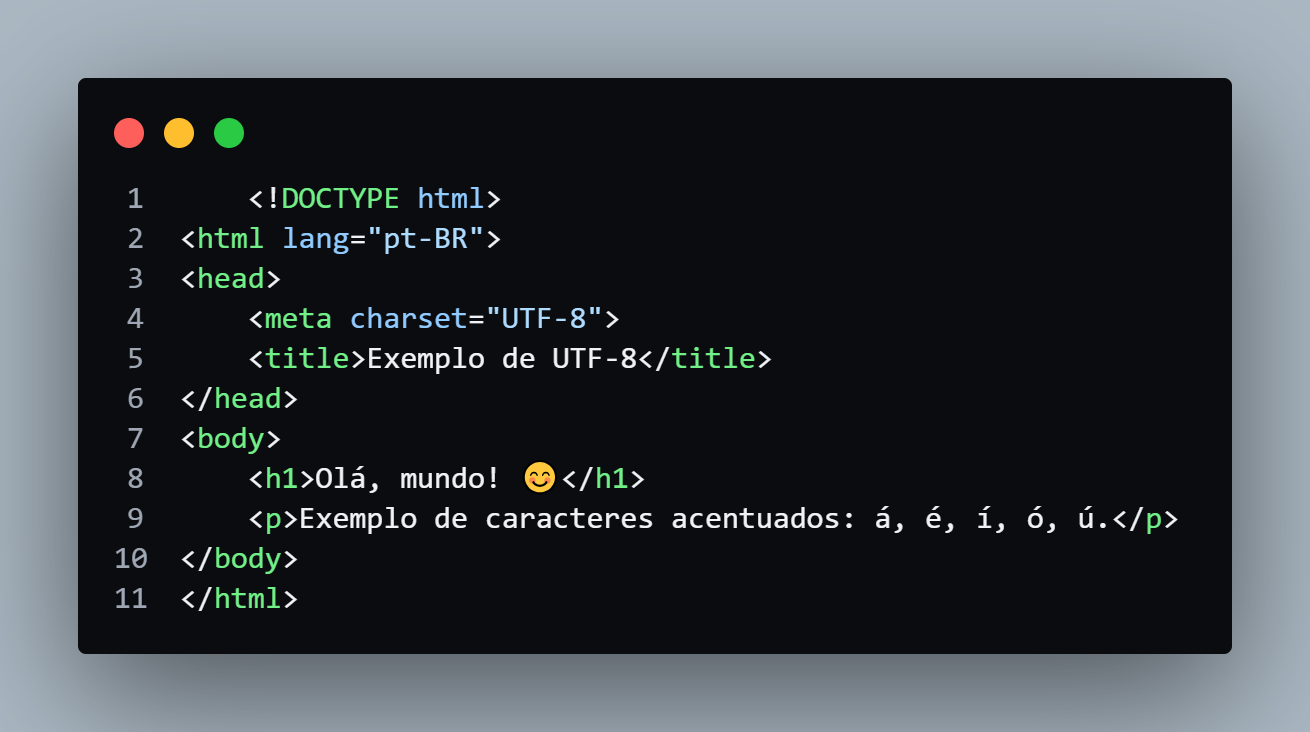 1     <!DOCTYPE html>
2 <html lang="pt-BR">
3 <head>
4     <meta charset="UTF-8">
5     <title>Exemplo de UTF-8</title>
6 </head>
7 <body>
8     <h1>Olá, mundo! 😊</h1>
9     <p>Exemplo de caracteres acentuados: á, é, í, ó, ú.</p>
10 </body>
11 </html>